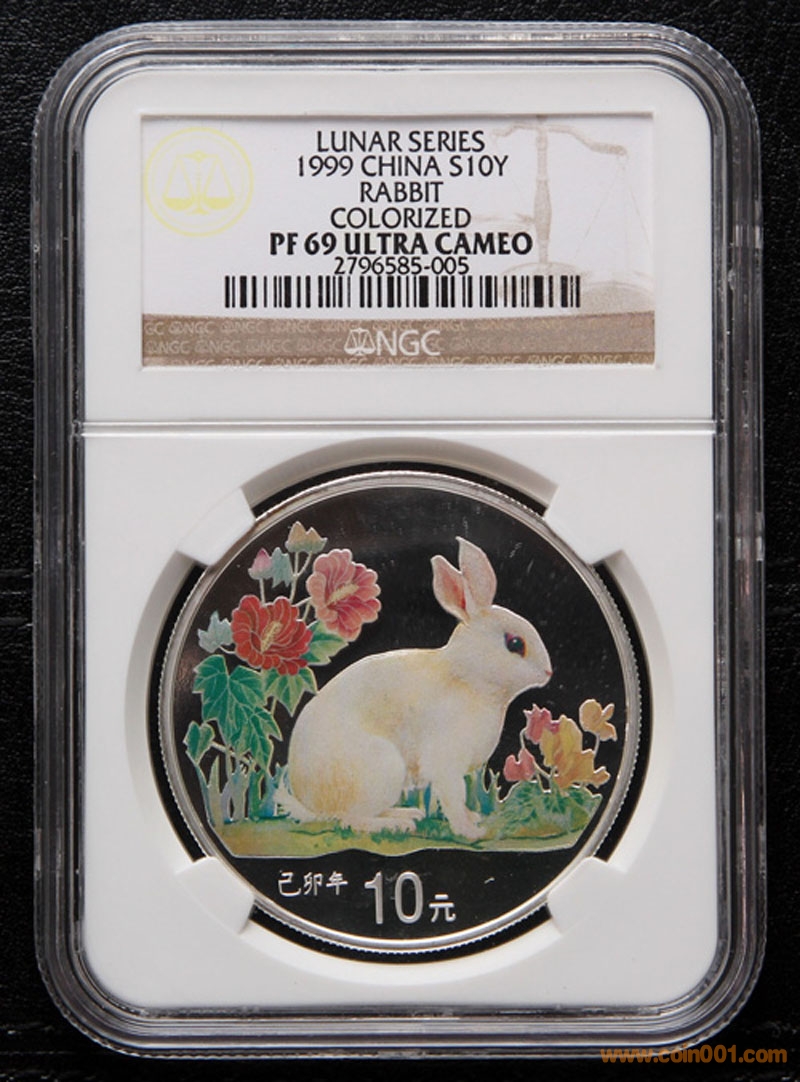 LUNAR SERIES
1999 CHINA S10Y
RABBIT
COLORIZED
PF 69 ULTRA CAMEO
2796585-005
NGC
己卯年 10元
www.coin001.com